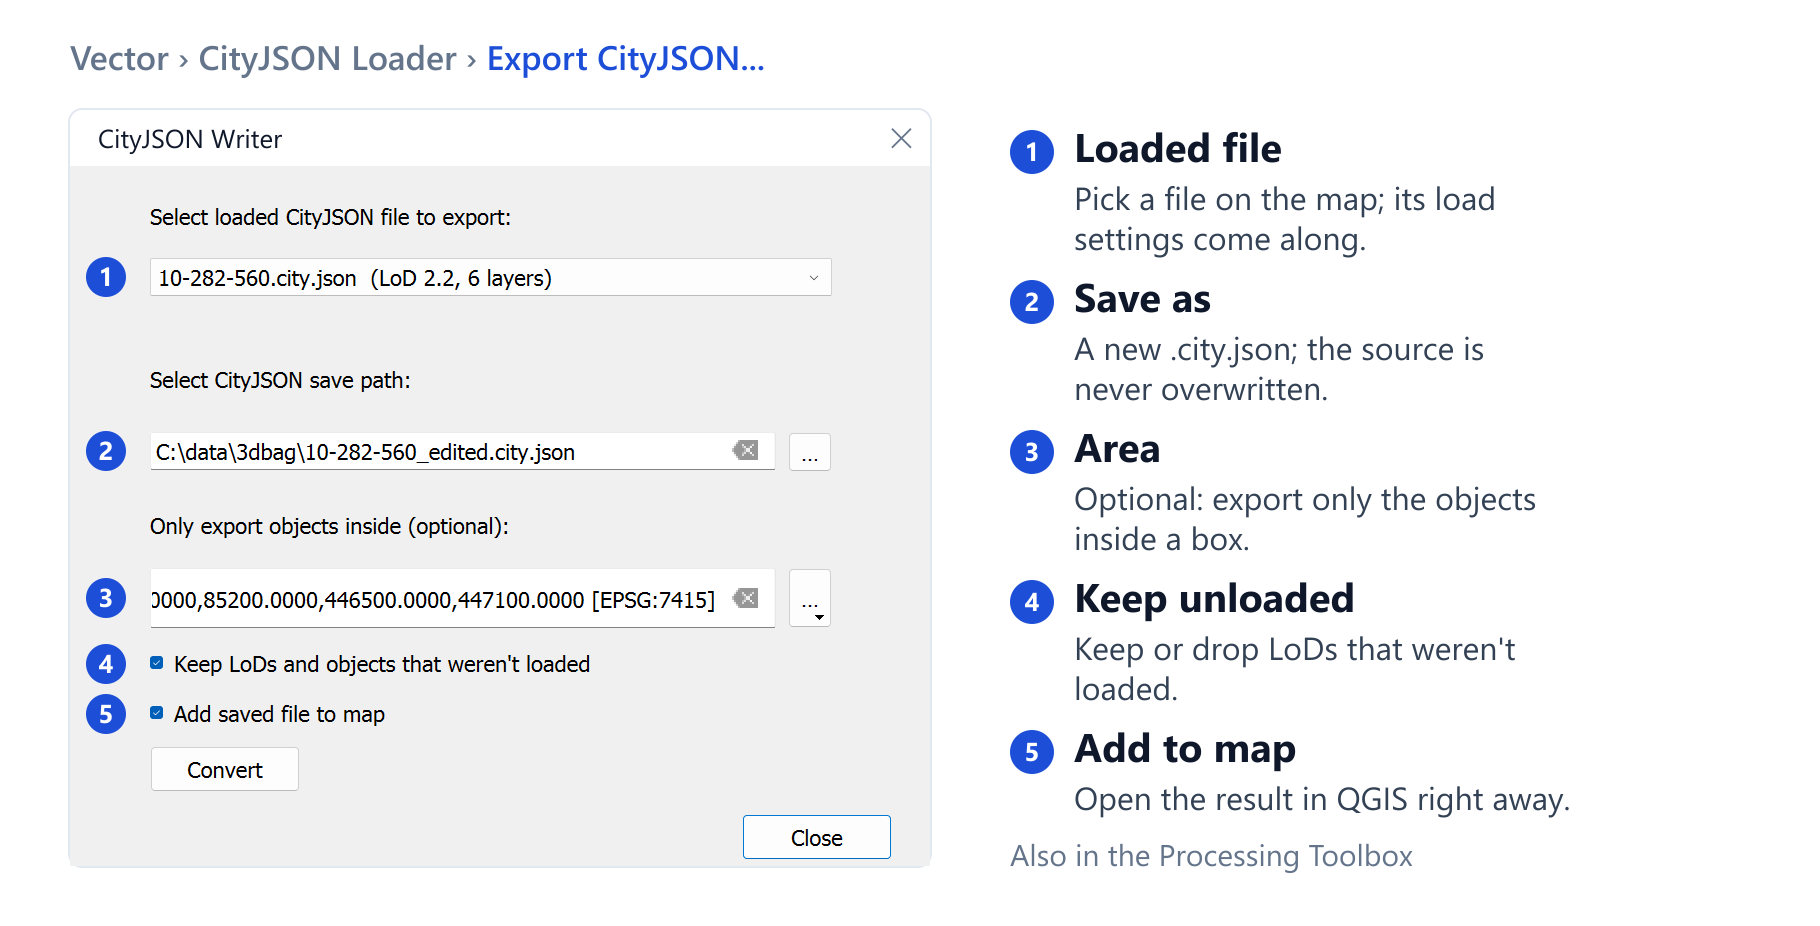 Vector › CityJSON Loader › Export CityJSON...
CityJSON Writer
Select loaded CityJSON file to export:
1
10-282-560.city.json (LoD 2.2, 6 layers)
Select CityJSON save path:
2
C:\data\3dbag\10-282-560_edited.city.json
...
Only export objects inside (optional):
3
0000,85200.0000,446500.0000,447100.0000 [EPSG:7415]
...
4
Keep LoDs and objects that weren't loaded
5
Add saved file to map
Convert
Close
1
Loaded file
Pick a file on the map; its load
settings come along.
2
Save as
A new .city.json; the source is
never overwritten.
3
Area
Optional: export only the objects
inside a box.
4
Keep unloaded
Keep or drop LoDs that weren't
loaded.
5
Add to map
Open the result in QGIS right away.
Also in the Processing Toolbox